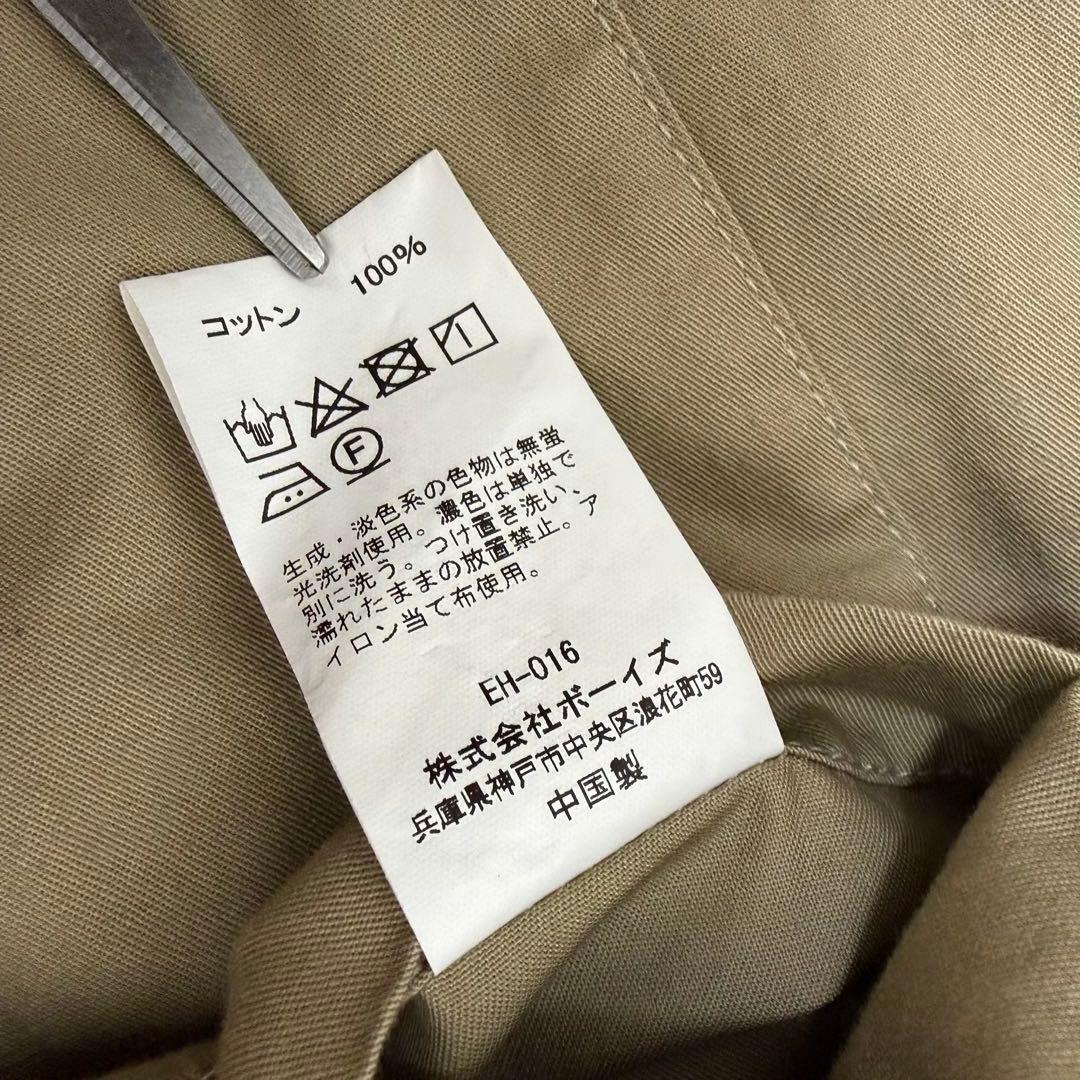 コットン 100%
F
生成・淡色系の色物は無蛍
光洗剤使用。濃色は単独で
別に洗う。つけ置き洗い、
濡れたままの放置禁止。ア
イロン当て布使用。
EH-016
株式会社ボーイズ
兵庫県神戸市中央区浪花町59
中国製